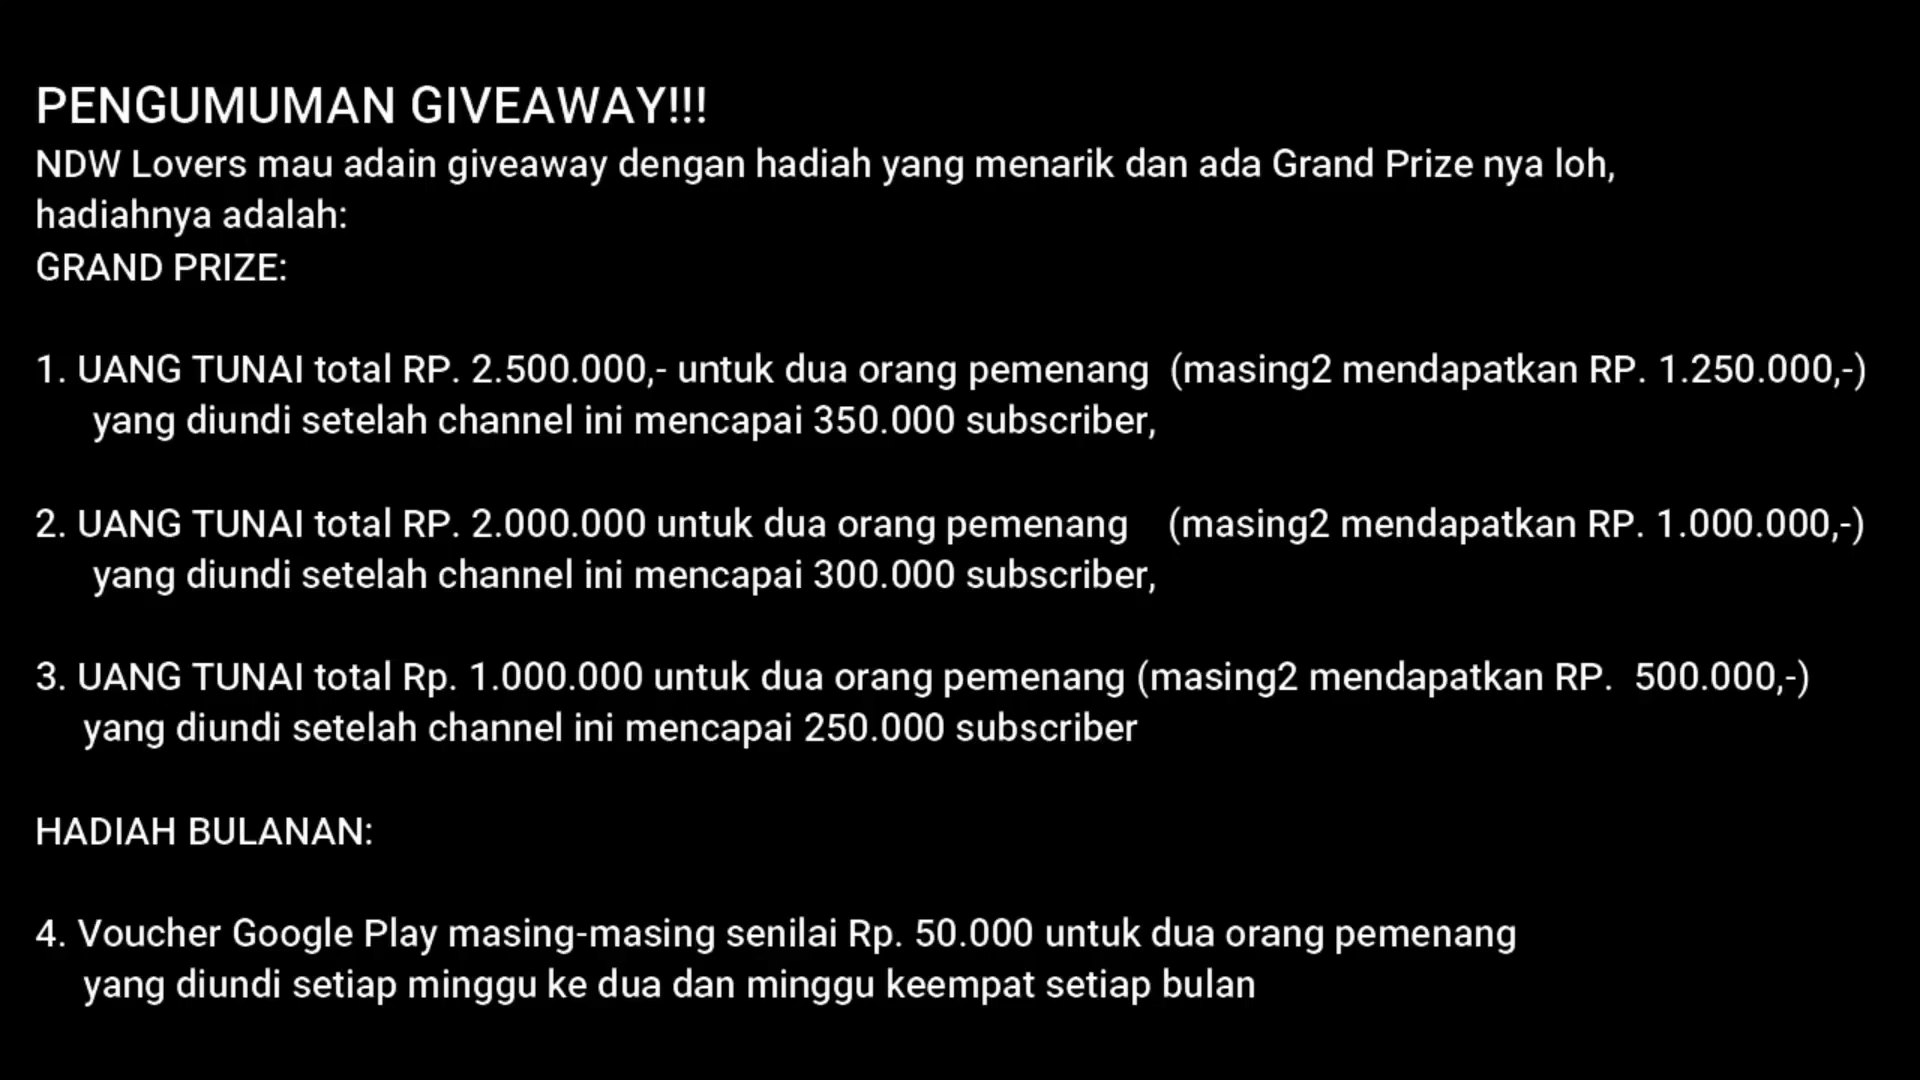 PENGUMUMAN GIVEAWAY!!!
NDW Lovers mau adain giveaway dengan hadiah yang menarik dan ada Grand Prize nya loh,
hadiahnya adalah:
GRAND PRIZE:
1. UANG TUNAI total RP. 2.500.000,- untuk dua orang pemenang (masing2 mendapatkan RP. 1.250.000,-)
yang diundi setelah channel ini mencapai 350.000 subscriber,
2. UANG TUNAI total RP. 2.000.000 untuk dua orang pemenang (masing2 mendapatkan RP. 1.000.000,-)
yang diundi setelah channel ini mencapai 300.000 subscriber,
3. UANG TUNAI total Rp. 1.000.000 untuk dua orang pemenang (masing2 mendapatkan RP. 500.000,-)
yang diundi setelah channel ini mencapai 250.000 subscriber
HADIAH BULANAN:
4. Voucher Google Play masing-masing senilai Rp. 50.000 untuk dua orang pemenang
yang diundi setiap minggu ke dua dan minggu keempat setiap bulan